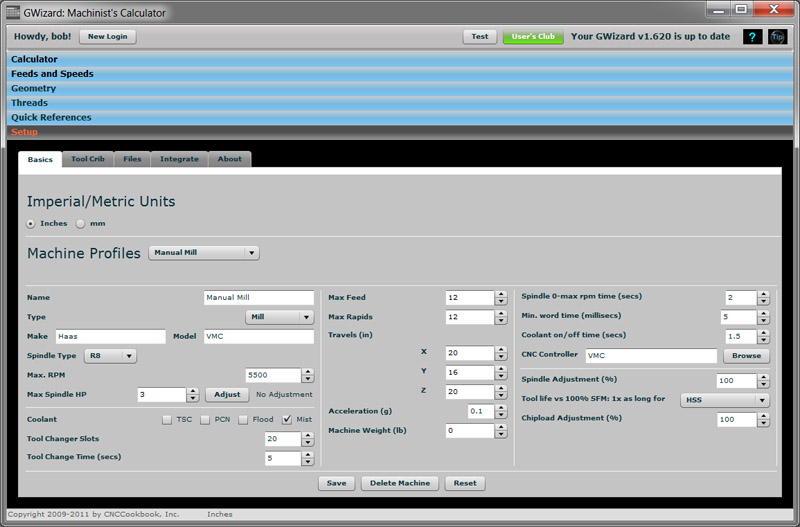 GWizard: Machinist's Calculator
Howdy, bob! New Login Test User's Club Your GWizard v1.620 is up to date ? Tip
Calculator
Feeds and Speeds
Geometry
Threads
Quick References
Setup
Basics Tool Crib Files Integrate About
Imperial/Metric Units
Inches mm
Machine Profiles Manual Mill
Name Manual Mill
Type Mill
Make Haas Model VMC
Spindle Type R8
Max. RPM 5500
Max Spindle HP 3 Adjust No Adjustment
Coolant TSC PCN Flood Mist
Tool Changer Slots 20
Tool Change Time (secs) 5
Max Feed 12
Max Rapids 12
Travels (in)
X 20
Y 16
Z 20
Acceleration (g) 0.1
Machine Weight (lb) 0
Spindle 0-max rpm time (secs) 2
Min. word time (millisecs) 5
Coolant on/off time (secs) 1.5
CNC Controller VMC Browse
Spindle Adjustment (%) 100
Tool life vs 100% SFM: 1x as long for HSS
Chipload Adjustment (%) 100
Save Delete Machine Reset
Copyright 2009-2011 by CNCCookbook, Inc. Inches